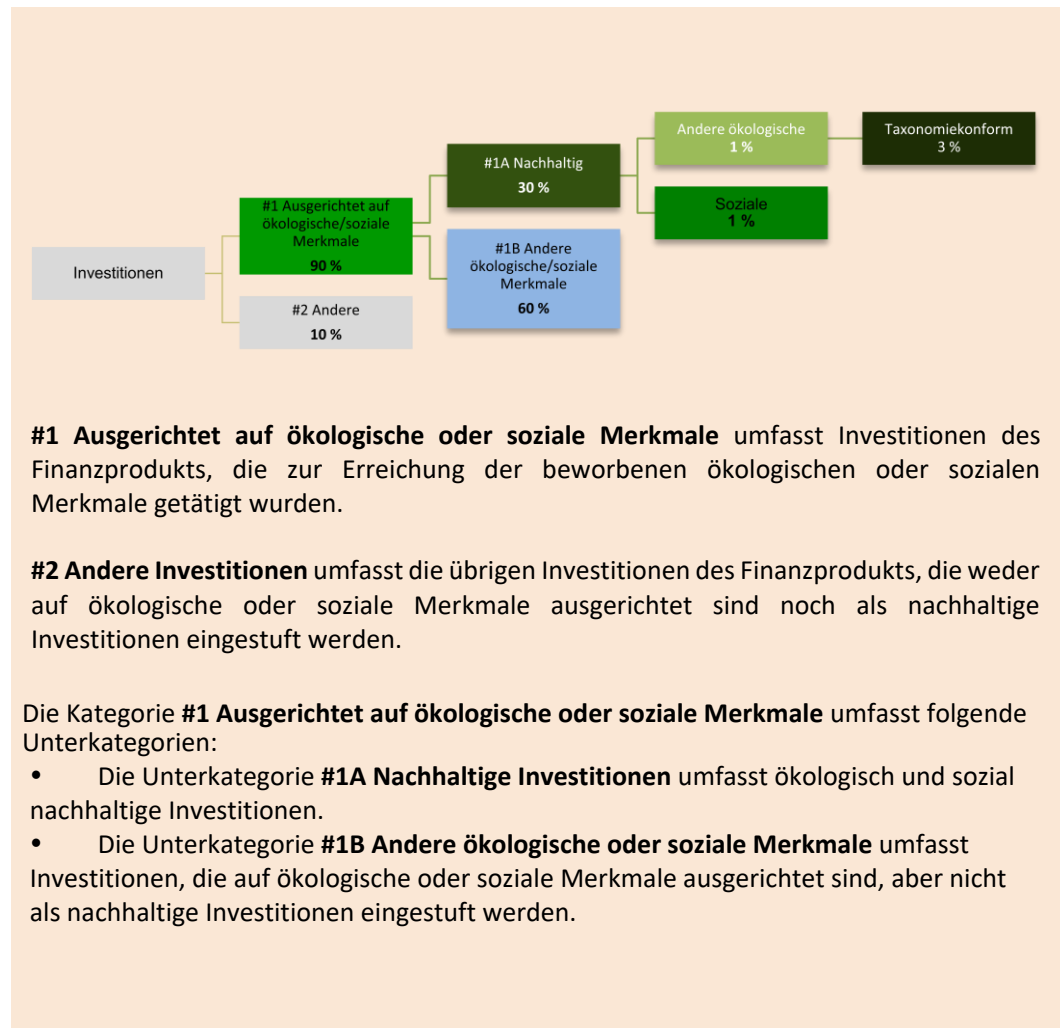 Andere ökologische
1 %
Taxonomiekonform
3 %
#1A Nachhaltig
30 %
#1 Ausgerichtet auf
ökologische/soziale
Merkmale
90 %
Soziale
1 %
Investitionen
#1B Andere
ökologische/soziale
Merkmale
60 %
#2 Andere
10 %
#1 Ausgerichtet auf ökologische oder soziale Merkmale umfasst Investitionen des
Finanzprodukts, die zur Erreichung der beworbenen ökologischen oder sozialen
Merkmale getätigt wurden.
#2 Andere Investitionen umfasst die übrigen Investitionen des Finanzprodukts, die weder
auf ökologische oder soziale Merkmale ausgerichtet sind noch als nachhaltige
Investitionen eingestuft werden.
Die Kategorie #1 Ausgerichtet auf ökologische oder soziale Merkmale umfasst folgende
Unterkategorien:
• Die Unterkategorie #1A Nachhaltige Investitionen umfasst ökologisch und sozial
nachhaltige Investitionen.
• Die Unterkategorie #1B Andere ökologische oder soziale Merkmale umfasst
Investitionen, die auf ökologische oder soziale Merkmale ausgerichtet sind, aber nicht
als nachhaltige Investitionen eingestuft werden.